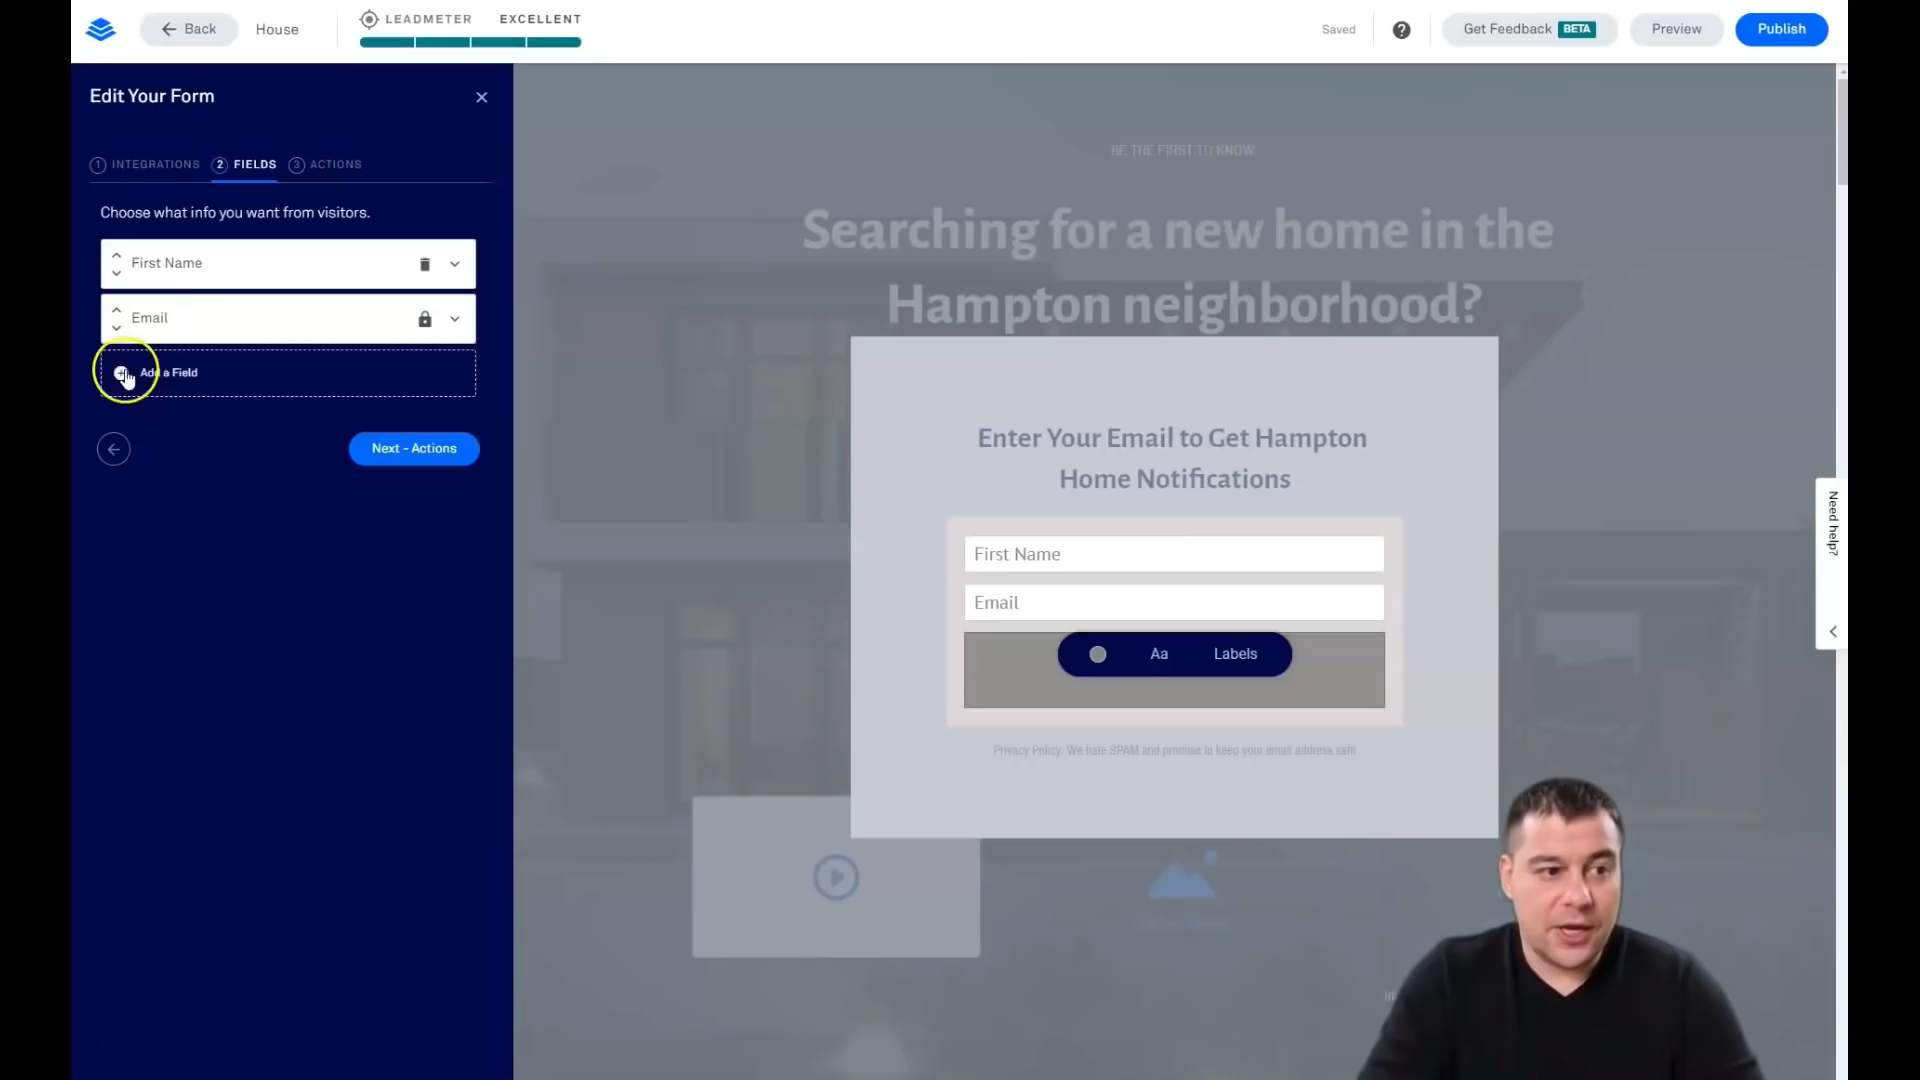 Back
House
LEADMETER EXCELLENT
Saved
?
Get Feedback BETA
Preview
Publish
Edit Your Form
1 INTEGRATIONS 2 FIELDS 3 ACTIONS
Choose what info you want from visitors.
First Name
Email
Add a Field
Next - Actions
BE THE FIRST TO KNOW
Searching for a new home in the
Hampton neighborhood?
Enter Your Email to Get Hampton
Home Notifications
First Name
Email
Aa Labels
Privacy Policy: We hate SPAM and promise to keep your email address safe
Need help?